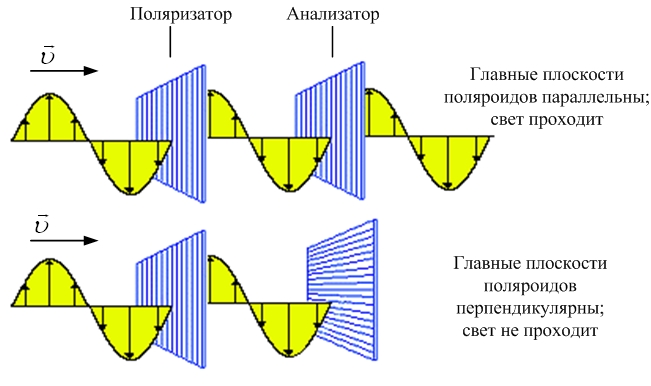 Поляризатор
Анализатор
υ⃗
Главные плоскости
поляроидов параллельны;
свет проходит
υ⃗
Главные плоскости
поляроидов
перпендикулярны;
свет не проходит